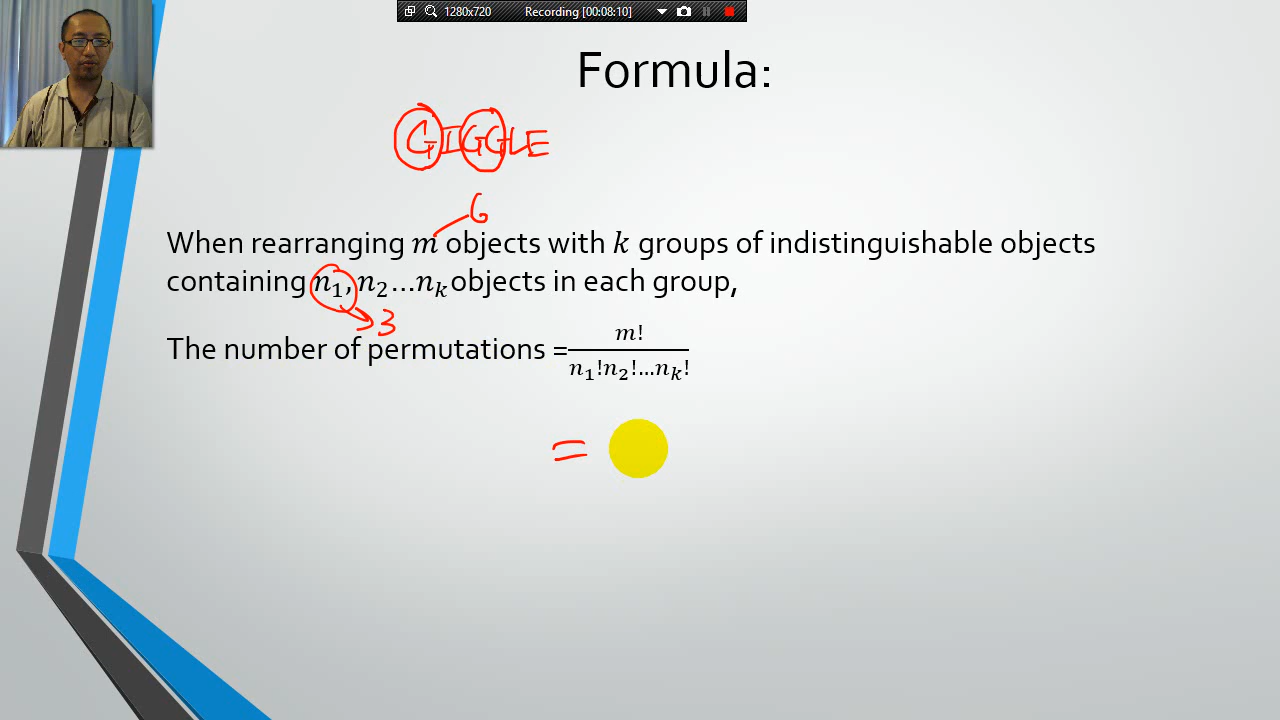 1280x720 Recording [00:08:10]
Formula:
GIGGLE
6
When rearranging m objects with k groups of indistinguishable objects
containing n₁, n₂ ...nₖ objects in each group,
3
The number of permutations = m!/n₁!n₂!...nₖ!
=